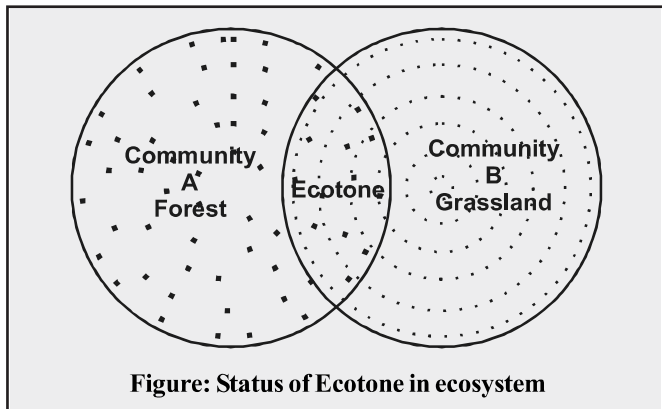 Community
A
Forest
Ecotone
Community
B
Grassland
Figure: Status of Ecotone in ecosystem